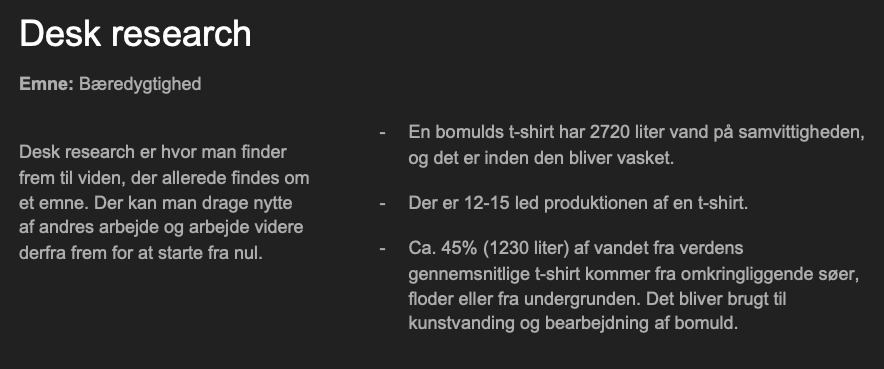 Desk research
Emne: Bæredygtighed
Desk research er hvor man finder
frem til viden, der allerede findes om
et emne. Der kan man drage nytte
af andres arbejde og arbejde videre
derfra frem for at starte fra nul.
- En bomulds t-shirt har 2720 liter vand på samvittigheden,
og det er inden den bliver vasket.
- Der er 12-15 led produktionen af en t-shirt.
- Ca. 45% (1230 liter) af vandet fra verdens
gennemsnitlige t-shirt kommer fra omkringliggende søer,
floder eller fra undergrunden. Det bliver brugt til
kunstvanding og bearbejdning af bomuld.